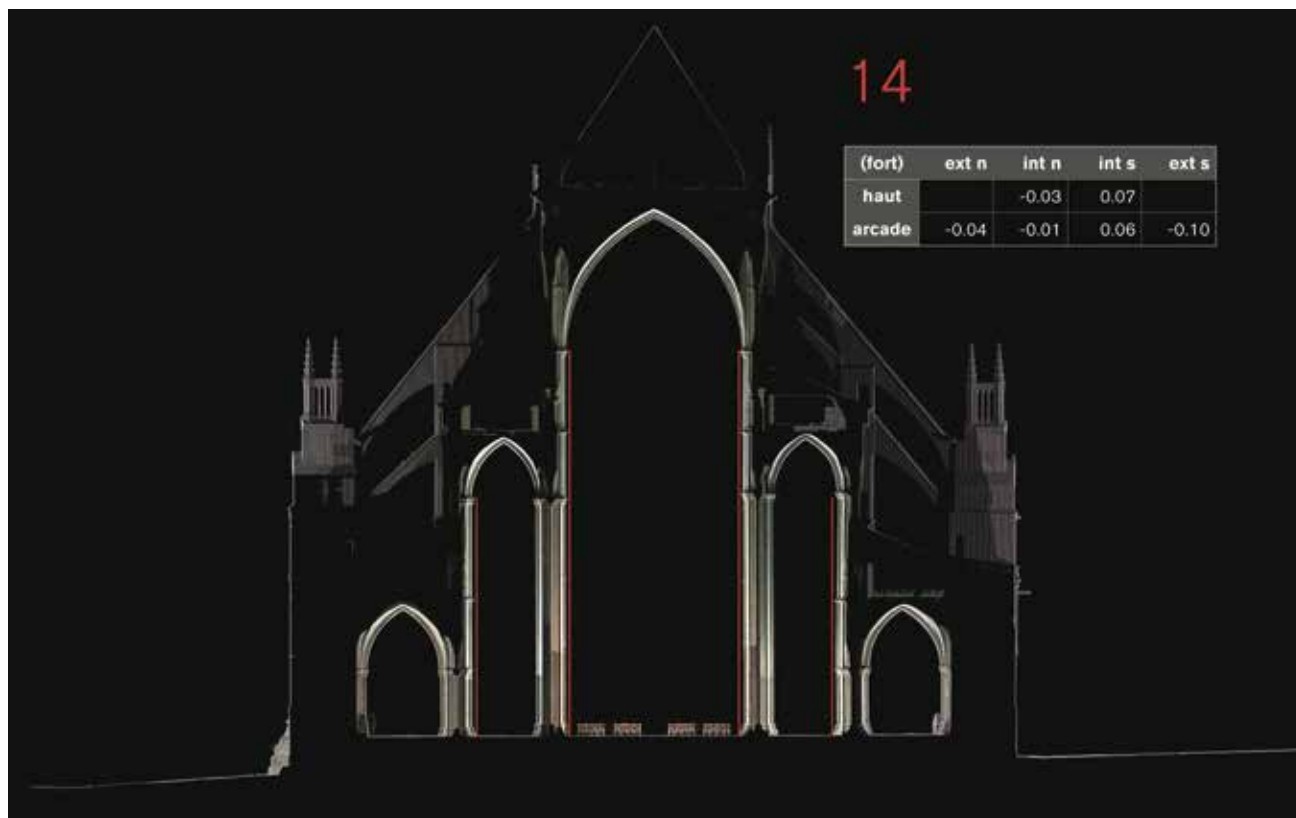 14
(fort) ext n int n int s ext s
haut -0.03 0.07
arcade -0.04 -0.01 0.06 -0.10